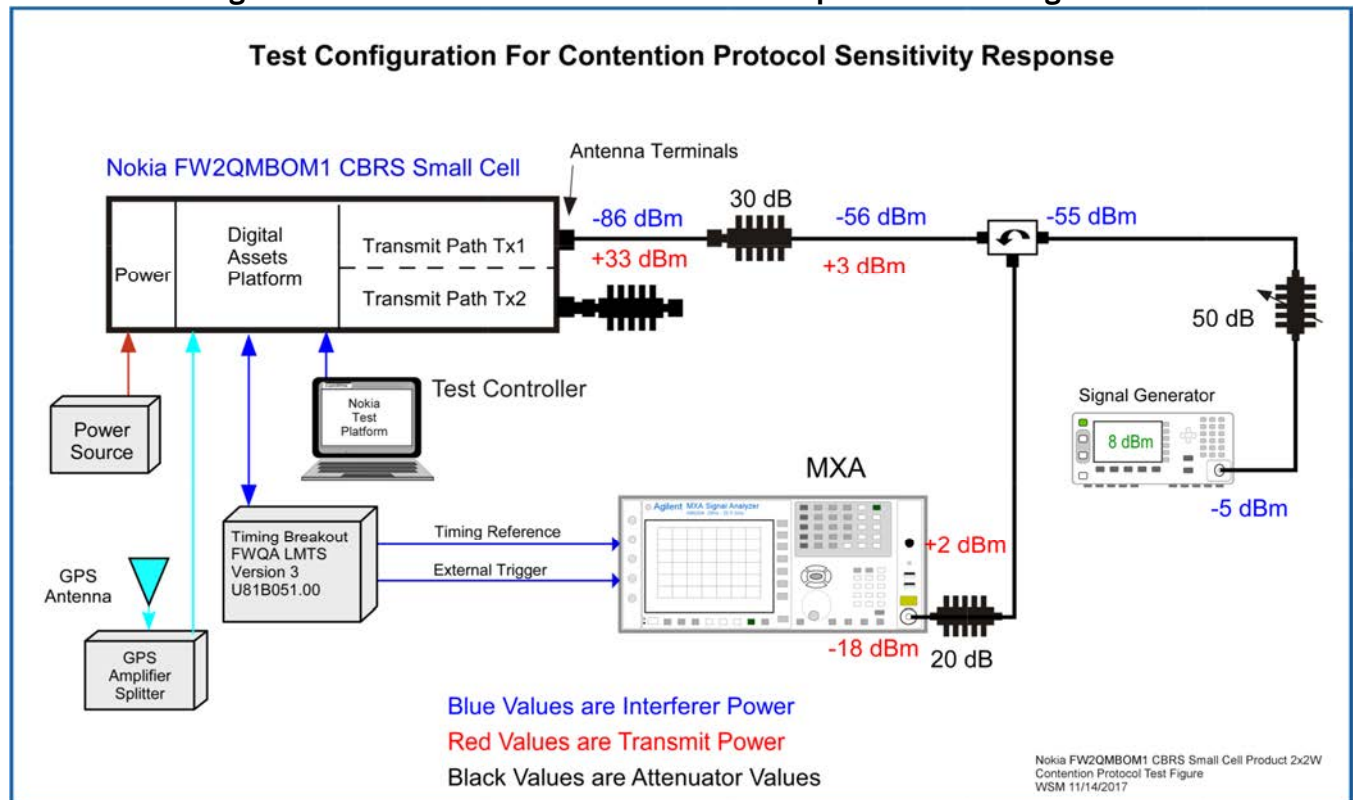 Test Configuration For Contention Protocol Sensitivity Response
Nokia FW2QMBOM1 CBRS Small Cell
Antenna Terminals
Power
Digital
Assets
Platform
Transmit Path Tx1
Transmit Path Tx2
-86 dBm
+33 dBm
30 dB
-56 dBm
+3 dBm
-55 dBm
50 dB
Signal Generator
8 dBm
-5 dBm
Power
Source
Nokia
Test
Platform
Test Controller
MXA
Timing Breakout
FWQA LMTS
Version 3
U81B051.00
Timing Reference
External Trigger
Agilent MXA Signal Analyzer
+2 dBm
-18 dBm
20 dB
GPS
Antenna
GPS
Amplifier
Splitter
Blue Values are Interferer Power
Red Values are Transmit Power
Black Values are Attenuator Values
Nokia FW2QMBOM1 CBRS Small Cell Product 2x2W
Contention Protocol Test Figure
WSM 11/14/2017